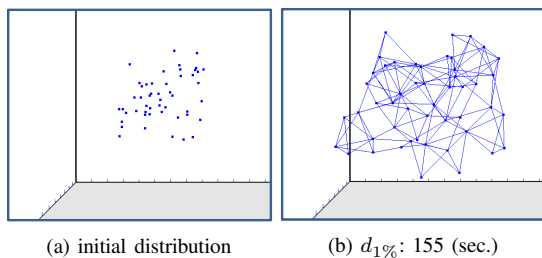 (a) initial distribution
(b) d1%: 155 (sec.)